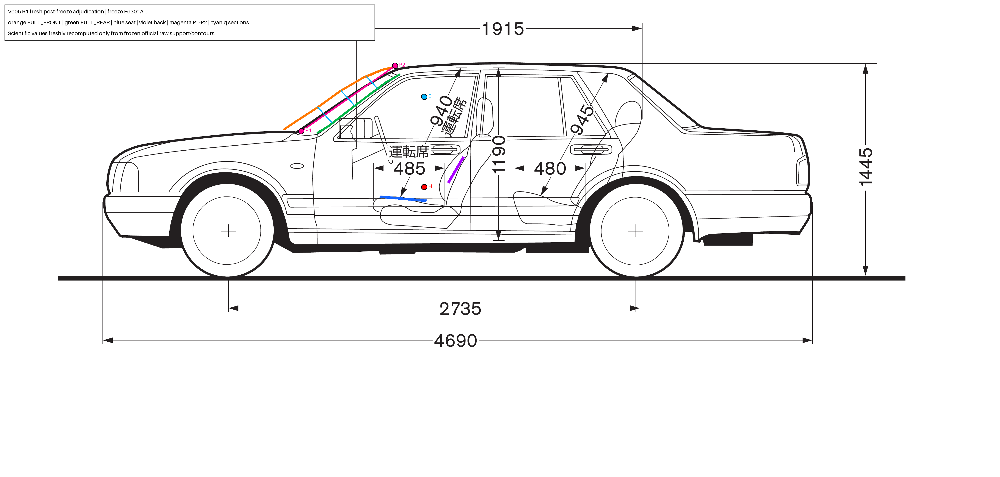 V005 R1 fresh post-freeze adjudication | freeze F6301A...
orange FULL_FRONT | green FULL_REAR | blue seat | violet back | magenta P1-P2 | cyan q sections
Scientific values freshly recomputed only from frozen official raw support/contours.
1915
P2
E
940
運転席
945
P1
運転席
485
1190
480
1445
H
2735
4690